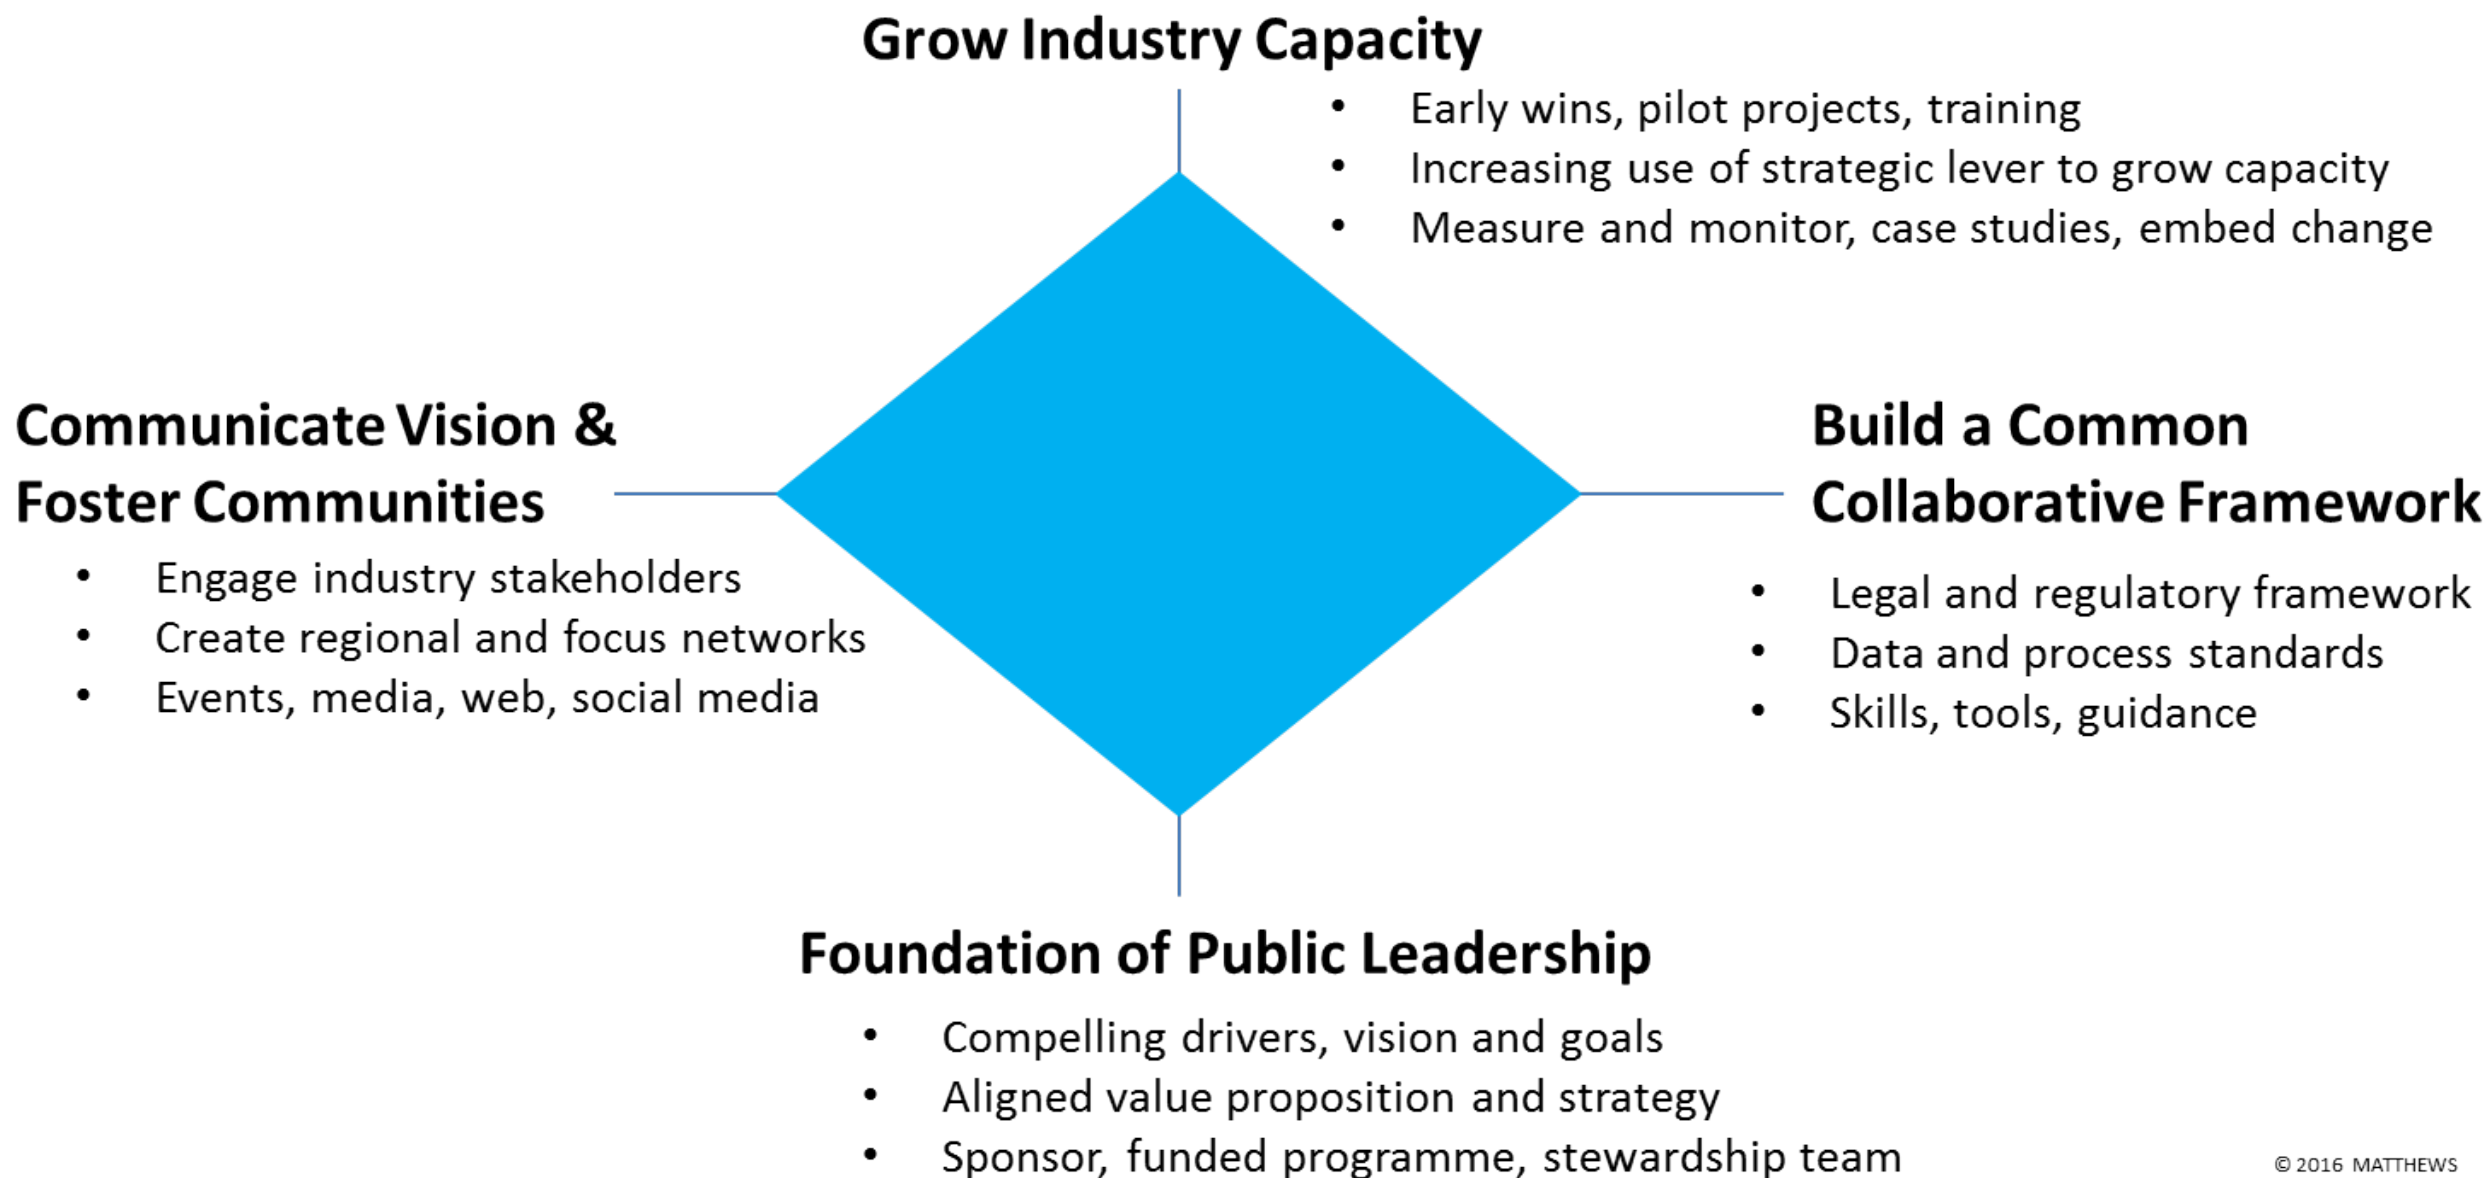 Grow Industry Capacity
• Early wins, pilot projects, training
• Increasing use of strategic lever to grow capacity
• Measure and monitor, case studies, embed change
Communicate Vision &
Foster Communities
• Engage industry stakeholders
• Create regional and focus networks
• Events, media, web, social media
Build a Common
Collaborative Framework
• Legal and regulatory framework
• Data and process standards
• Skills, tools, guidance
Foundation of Public Leadership
• Compelling drivers, vision and goals
• Aligned value proposition and strategy
• Sponsor, funded programme, stewardship team
© 2016 MATTHEWS